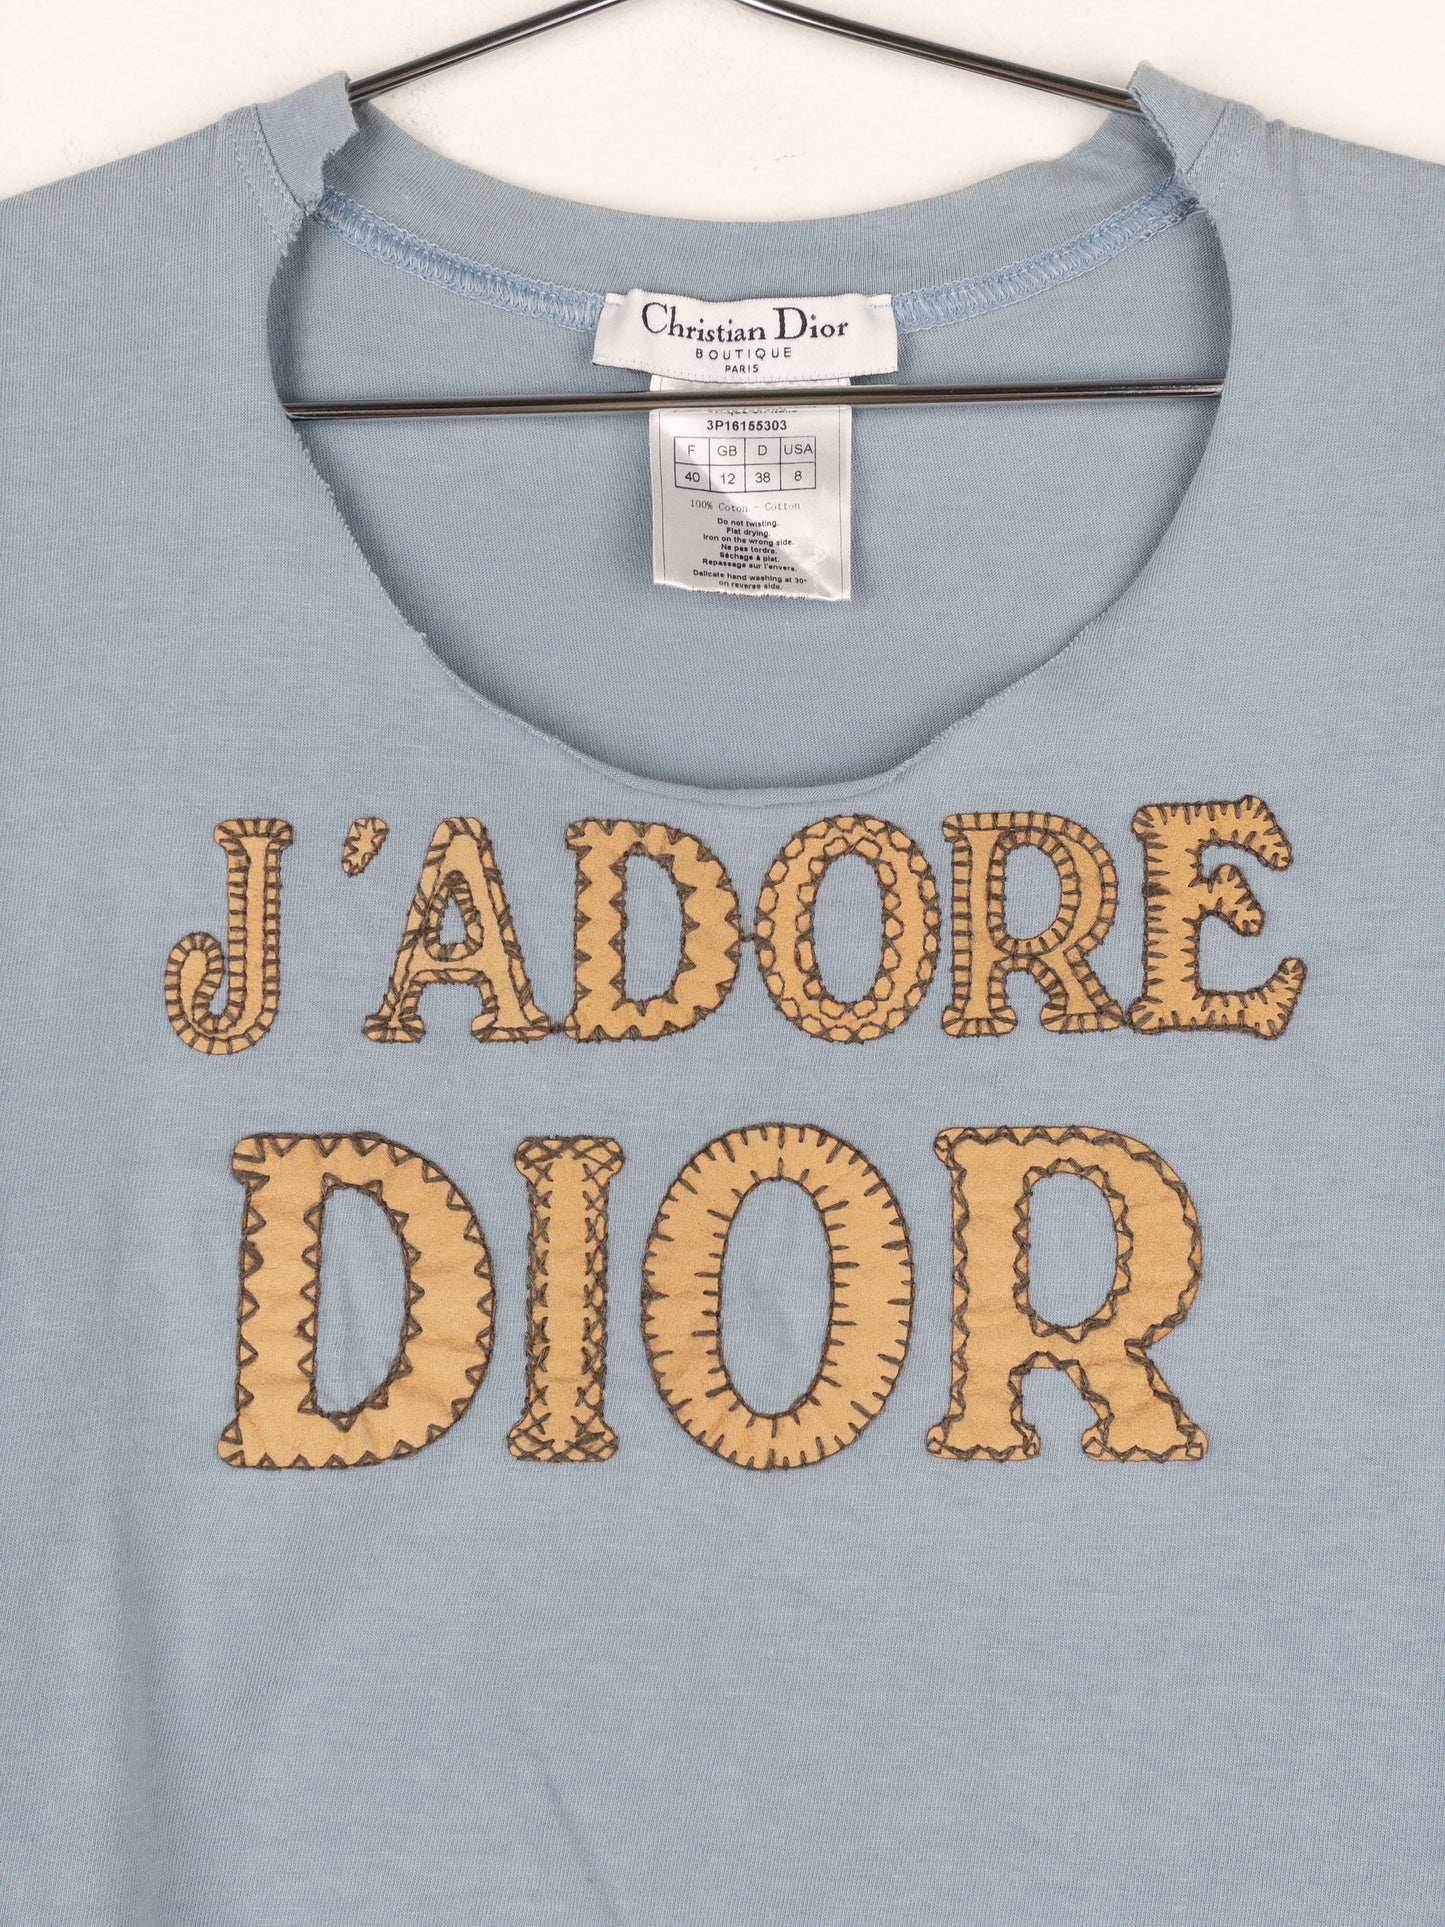 Christian Dior
BOUTIQUE
PARIS
3P16155303
F GB D USA
40 12 38 8
100% Coton - Cotton
Do not twisting.
Flat drying.
Iron on the wrong side.
Ne pas tordre.
Séchage à plat.
Repassage sur l'envers.
Delicate hand washing at 30°
on reverse side.
J'ADORE
DIOR